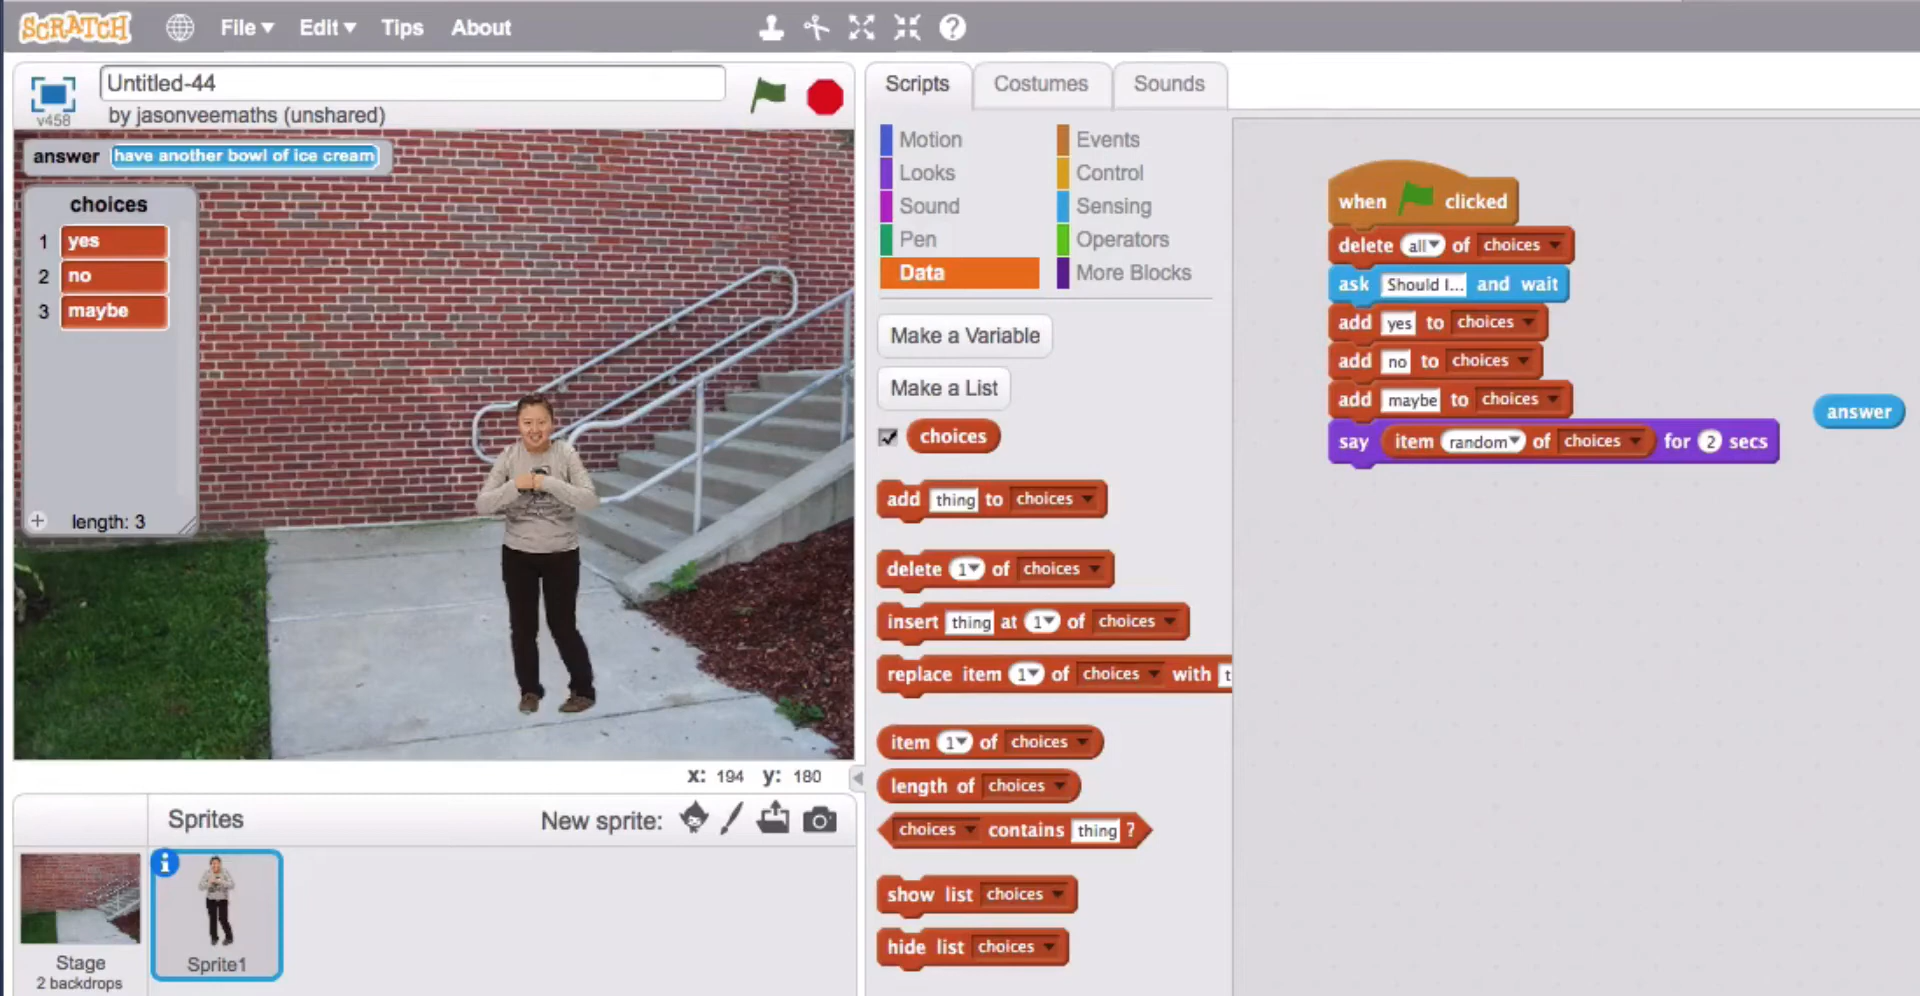 SCRATCH File Edit Tips About
Untitled-44
v458
by jasonveemaths (unshared)
answer have another bowl of ice cream
choices
1 yes
2 no
3 maybe
+ length: 3
x: 194 y: 180
Sprites New sprite:
Stage
2 backdrops
Sprite1
Scripts Costumes Sounds
Motion Events
Looks Control
Sound Sensing
Pen Operators
Data More Blocks
Make a Variable
Make a List
choices
add thing to choices
delete 1 of choices
insert thing at 1 of choices
replace item 1 of choices with t
item 1 of choices
length of choices
choices contains thing ?
show list choices
hide list choices
when clicked
delete all of choices
ask Should I... and wait
add yes to choices
add no to choices
add maybe to choices
say item random of choices for 2 secs
answer